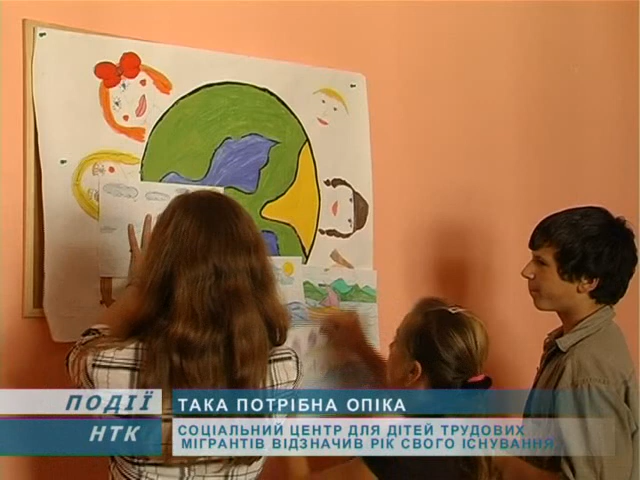 ПОДІЇ
НТК
ТАКА ПОТРІБНА ОПІКА
СОЦІАЛЬНИЙ ЦЕНТР ДЛЯ ДІТЕЙ ТРУДОВИХ
МІГРАНТІВ ВІДЗНАЧИВ РІК СВОГО ІСНУВАННЯ